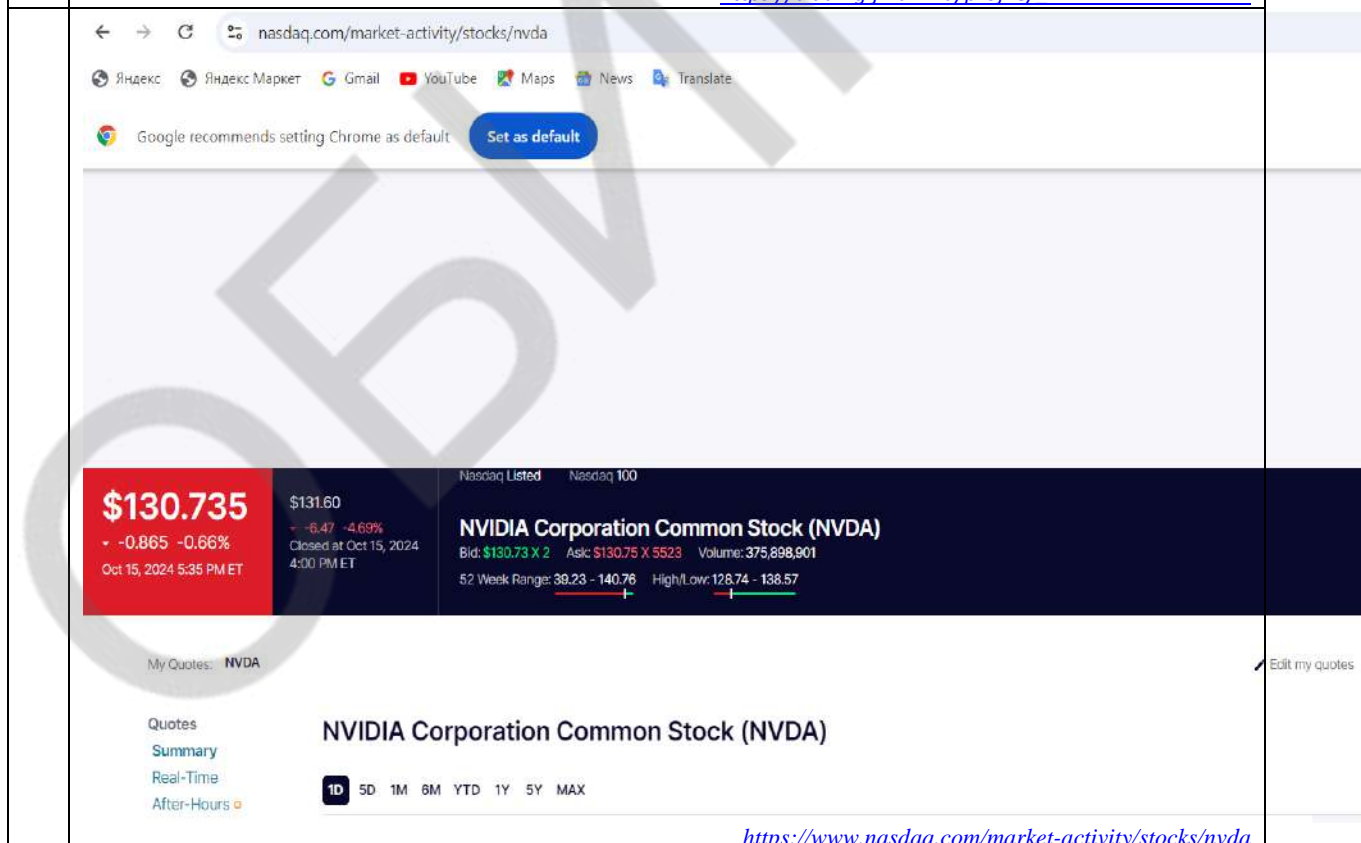 nasdaq.com/market-activity/stocks/nvda
Яндекс Яндекс Маркет Gmail YouTube Maps News Translate
Google recommends setting Chrome as default Set as default
Nasdaq Listed Nasdaq 100
$130.735
-0.865 -0.66%
Oct 15, 2024 5:35 PM ET
$131.60
-6.47 -4.69%
Closed at Oct 15, 2024
4:00 PM ET
NVIDIA Corporation Common Stock (NVDA)
Bid: $130.73 X 2 Ask: $130.75 X 5523 Volume: 375,898,901
52 Week Range: 39.23 - 140.76 High/Low: 128.74 - 138.57
My Quotes: NVDA
Edit my quotes
Quotes
Summary
Real-Time
After-Hours
NVIDIA Corporation Common Stock (NVDA)
1D 5D 1M 6M YTD 1Y 5Y MAX
https://www.nasdaq.com/market-activity/stocks/nvda
ОБИ